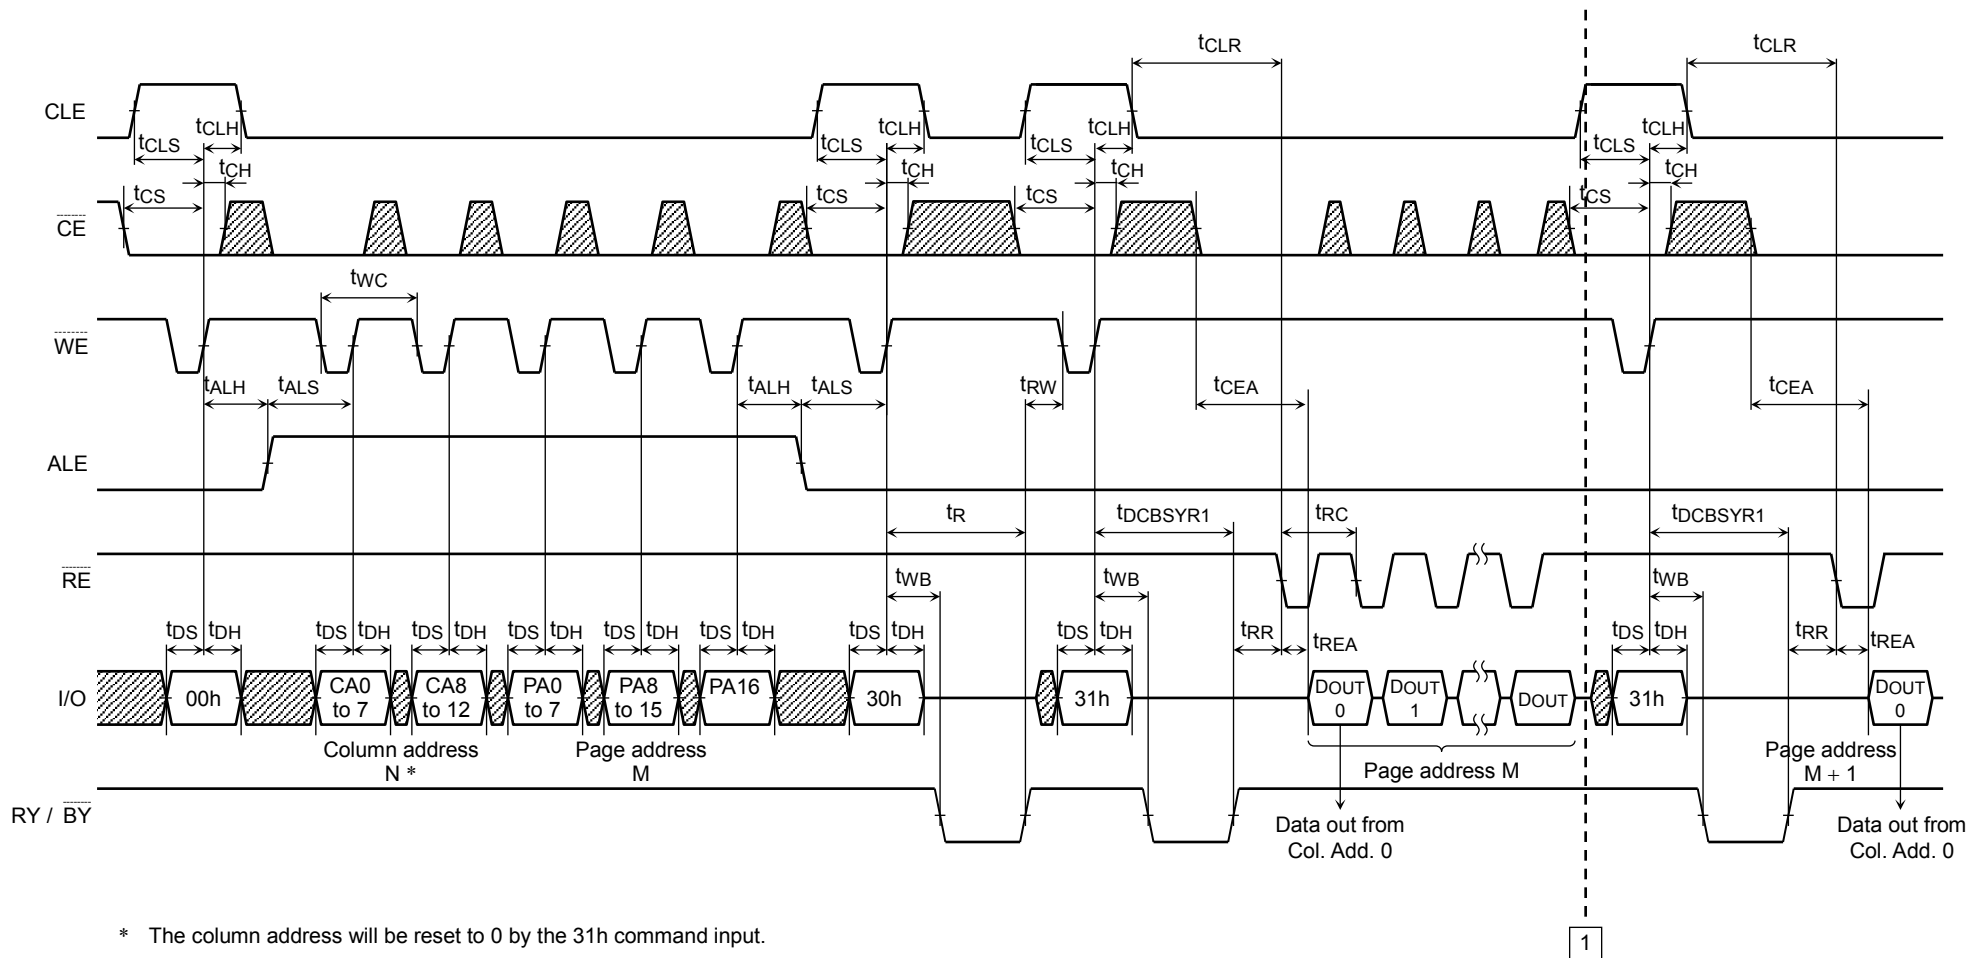 tCLR tCLR
CLE
tCLS tCLH tCLS tCLH tCLS tCLH tCLS tCLH
tCH tCH tCH tCH
tCS tCS tCS tCS
CE
tWC
WE
tALH tALS tALH tALS tRW tCEA tCEA
ALE
tR tDCBSYR1 tRC tDCBSYR1
RE
tWB tWB tWB
tDS tDH tDS tDH tDS tDH tDS tDH tDS tDH tDS tDH tDS tDH tDS tDH tRR tREA tDS tDH tRR tREA
I/O 00h CA0 to 7 CA8 to 12 PA0 to 7 PA8 to 15 PA16 30h 31h DOUT 0 DOUT 1 DOUT 31h DOUT 0
Column address N *
Page address M
Page address M
Page address M + 1
RY / BY
Data out from Col. Add. 0
Data out from Col. Add. 0
* The column address will be reset to 0 by the 31h command input.
1